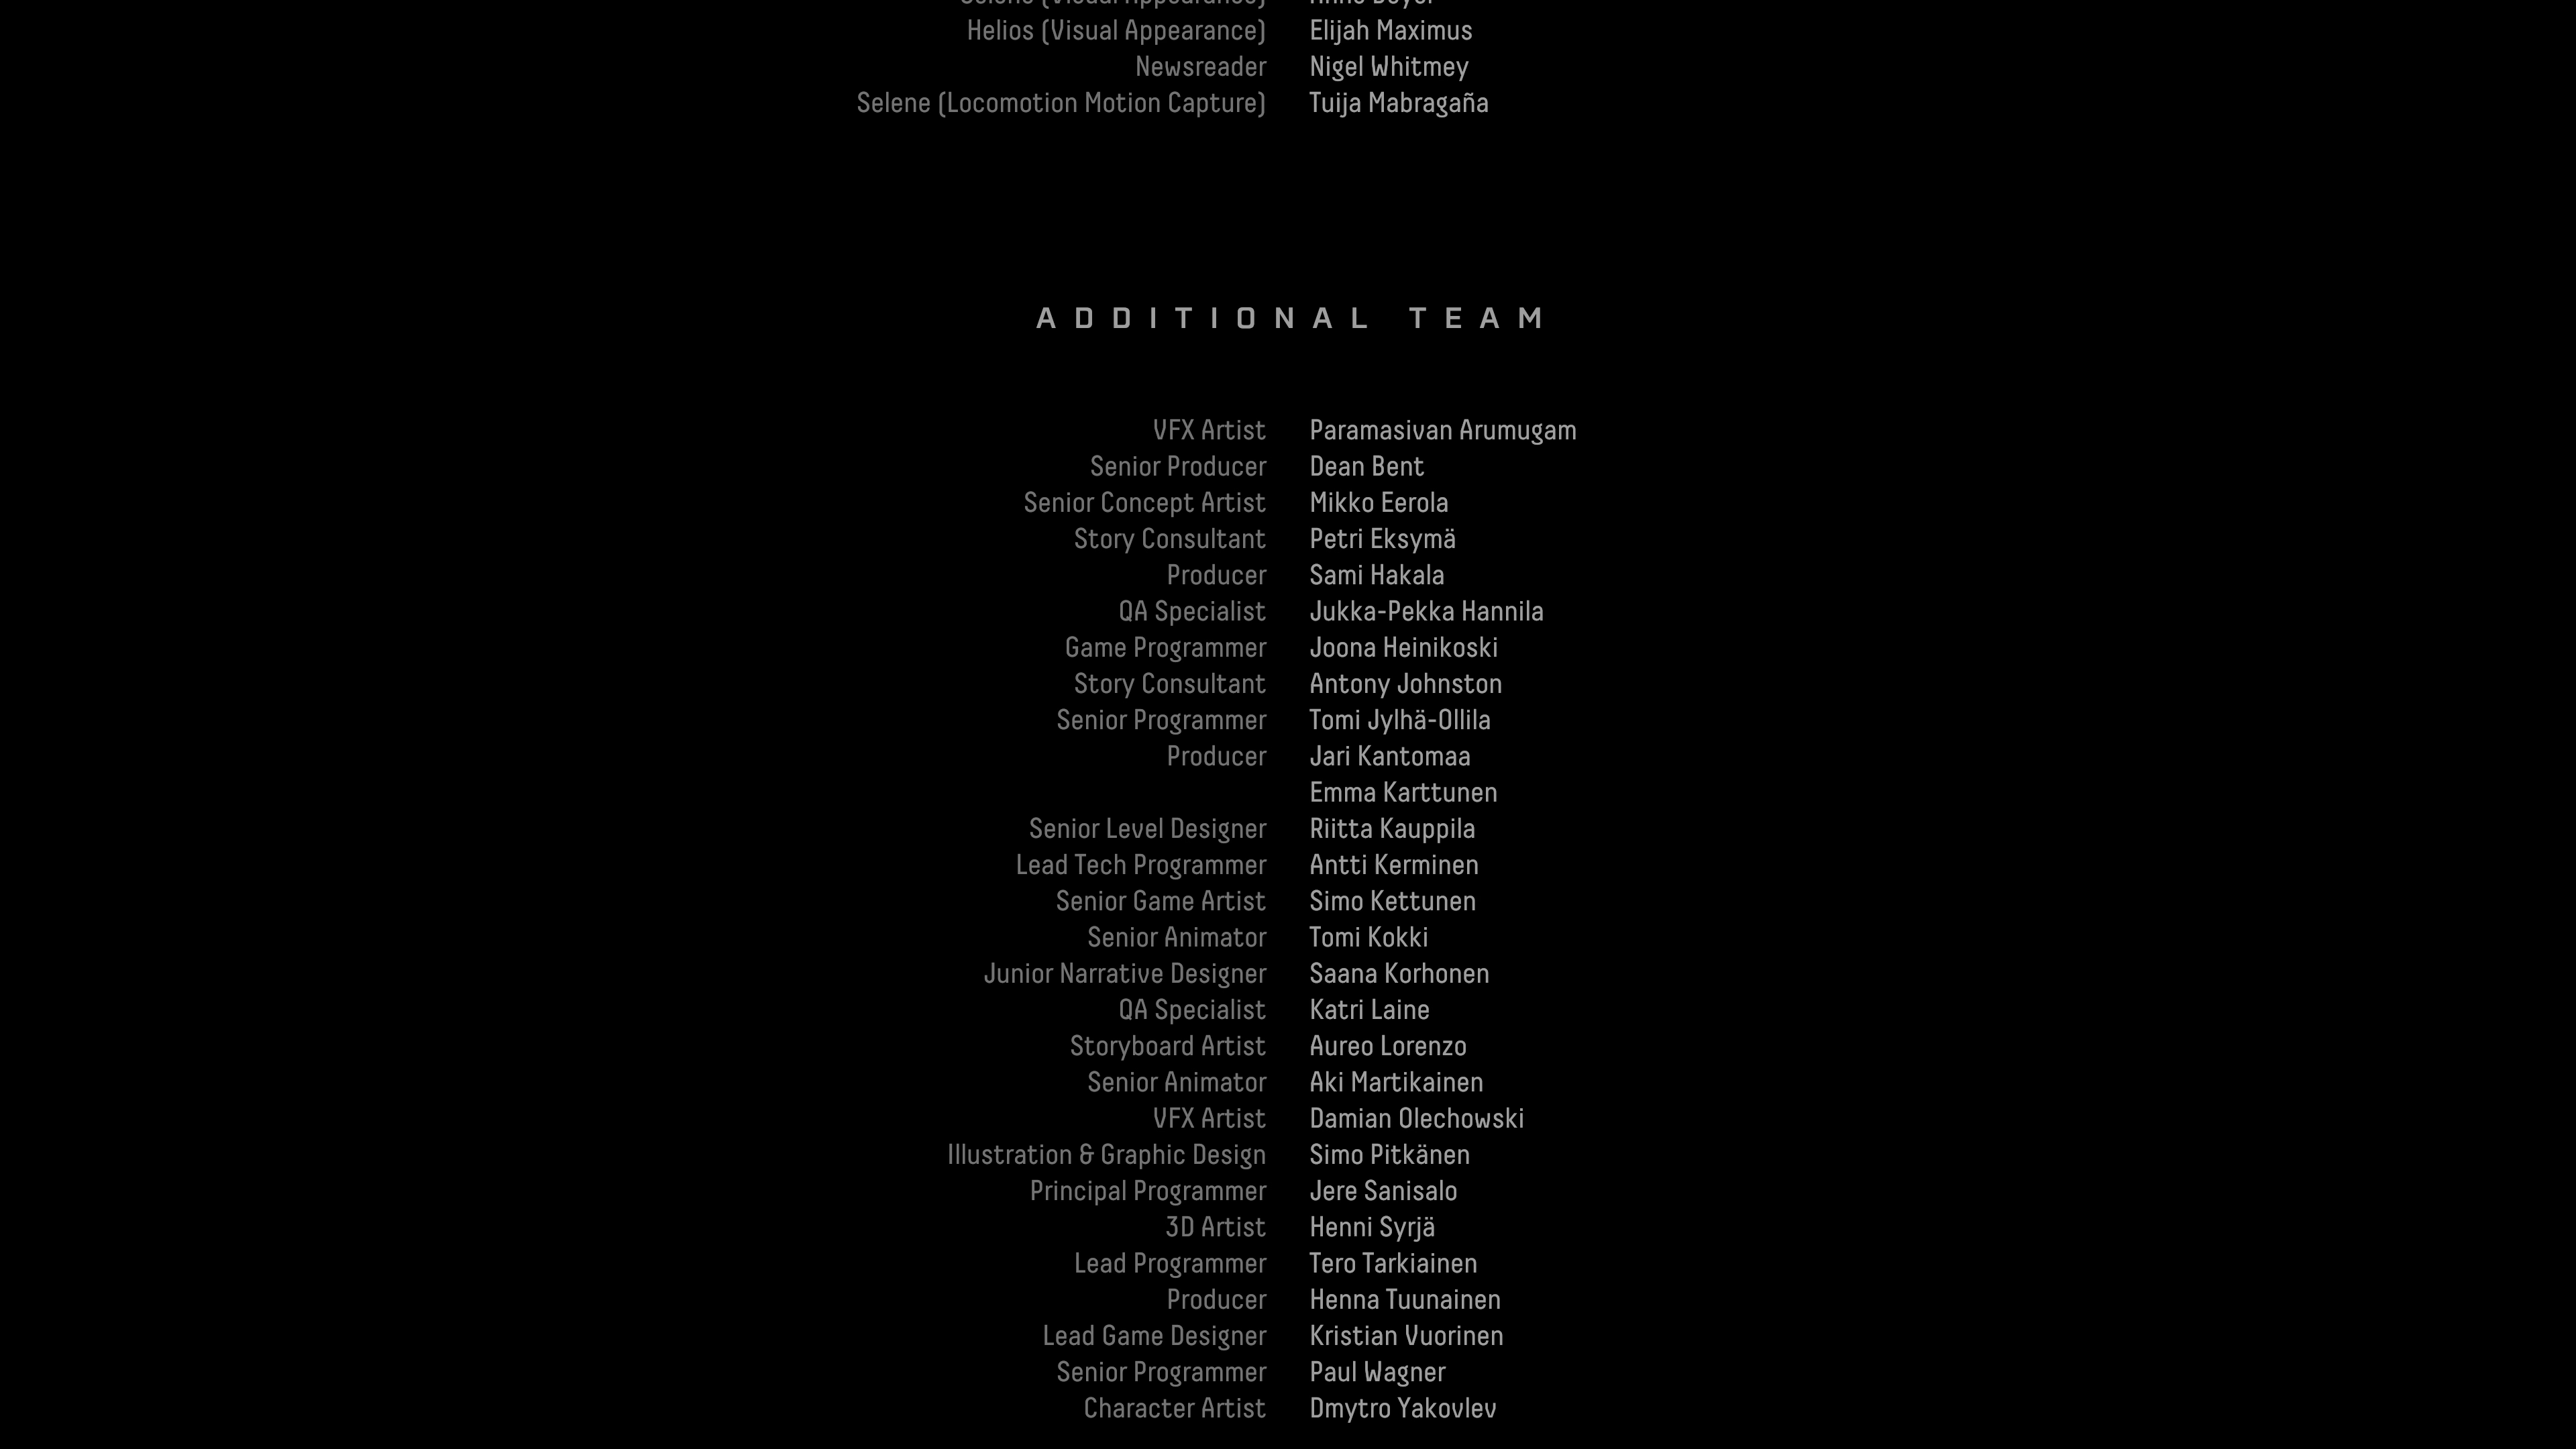 Helios (Visual Appearance) Elijah Maximus
Newsreader Nigel Whitmey
Selene (Locomotion Motion Capture) Tuija Mabragaña
ADDITIONAL TEAM
VFX Artist Paramasivan Arumugam
Senior Producer Dean Bent
Senior Concept Artist Mikko Eerola
Story Consultant Petri Eksymä
Producer Sami Hakala
QA Specialist Jukka-Pekka Hannila
Game Programmer Joona Heinikoski
Story Consultant Antony Johnston
Senior Programmer Tomi Jylhä-Ollila
Producer Jari Kantomaa
Emma Karttunen
Senior Level Designer Riitta Kauppila
Lead Tech Programmer Antti Kerminen
Senior Game Artist Simo Kettunen
Senior Animator Tomi Kokki
Junior Narrative Designer Saana Korhonen
QA Specialist Katri Laine
Storyboard Artist Aureo Lorenzo
Senior Animator Aki Martikainen
VFX Artist Damian Olechowski
Illustration & Graphic Design Simo Pitkänen
Principal Programmer Jere Sanisalo
3D Artist Henni Syrjä
Lead Programmer Tero Tarkiainen
Producer Henna Tuunainen
Lead Game Designer Kristian Vuorinen
Senior Programmer Paul Wagner
Character Artist Dmytro Yakovlev